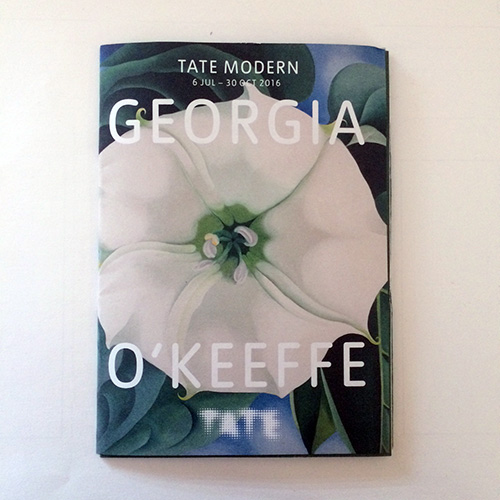 TATE MODERN
6 JUL – 30 OCT 2016
GEORGIA
O'KEEFFE
TATE